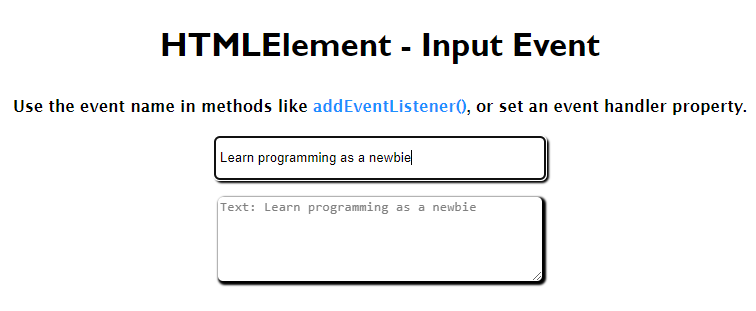 HTMLElement - Input Event
Use the event name in methods like addEventListener(), or set an event handler property.
Learn programming as a newbie
Text: Learn programming as a newbie